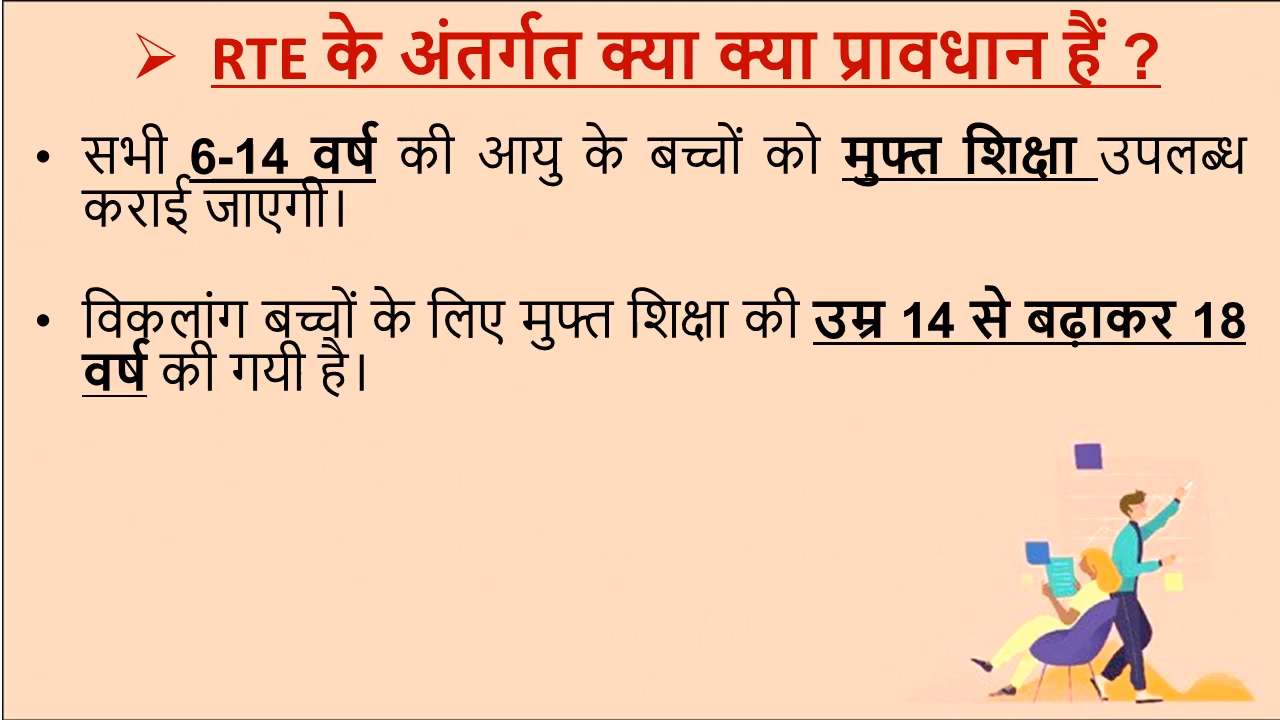 ➢ RTE के अंतर्गत क्या क्या प्रावधान हैं ?
• सभी 6-14 वर्ष की आयु के बच्चों को मुफ्त शिक्षा उपलब्ध
कराई जाएगी।
• विकलांग बच्चों के लिए मुफ्त शिक्षा की उम्र 14 से बढ़ाकर 18
वर्ष की गयी है।